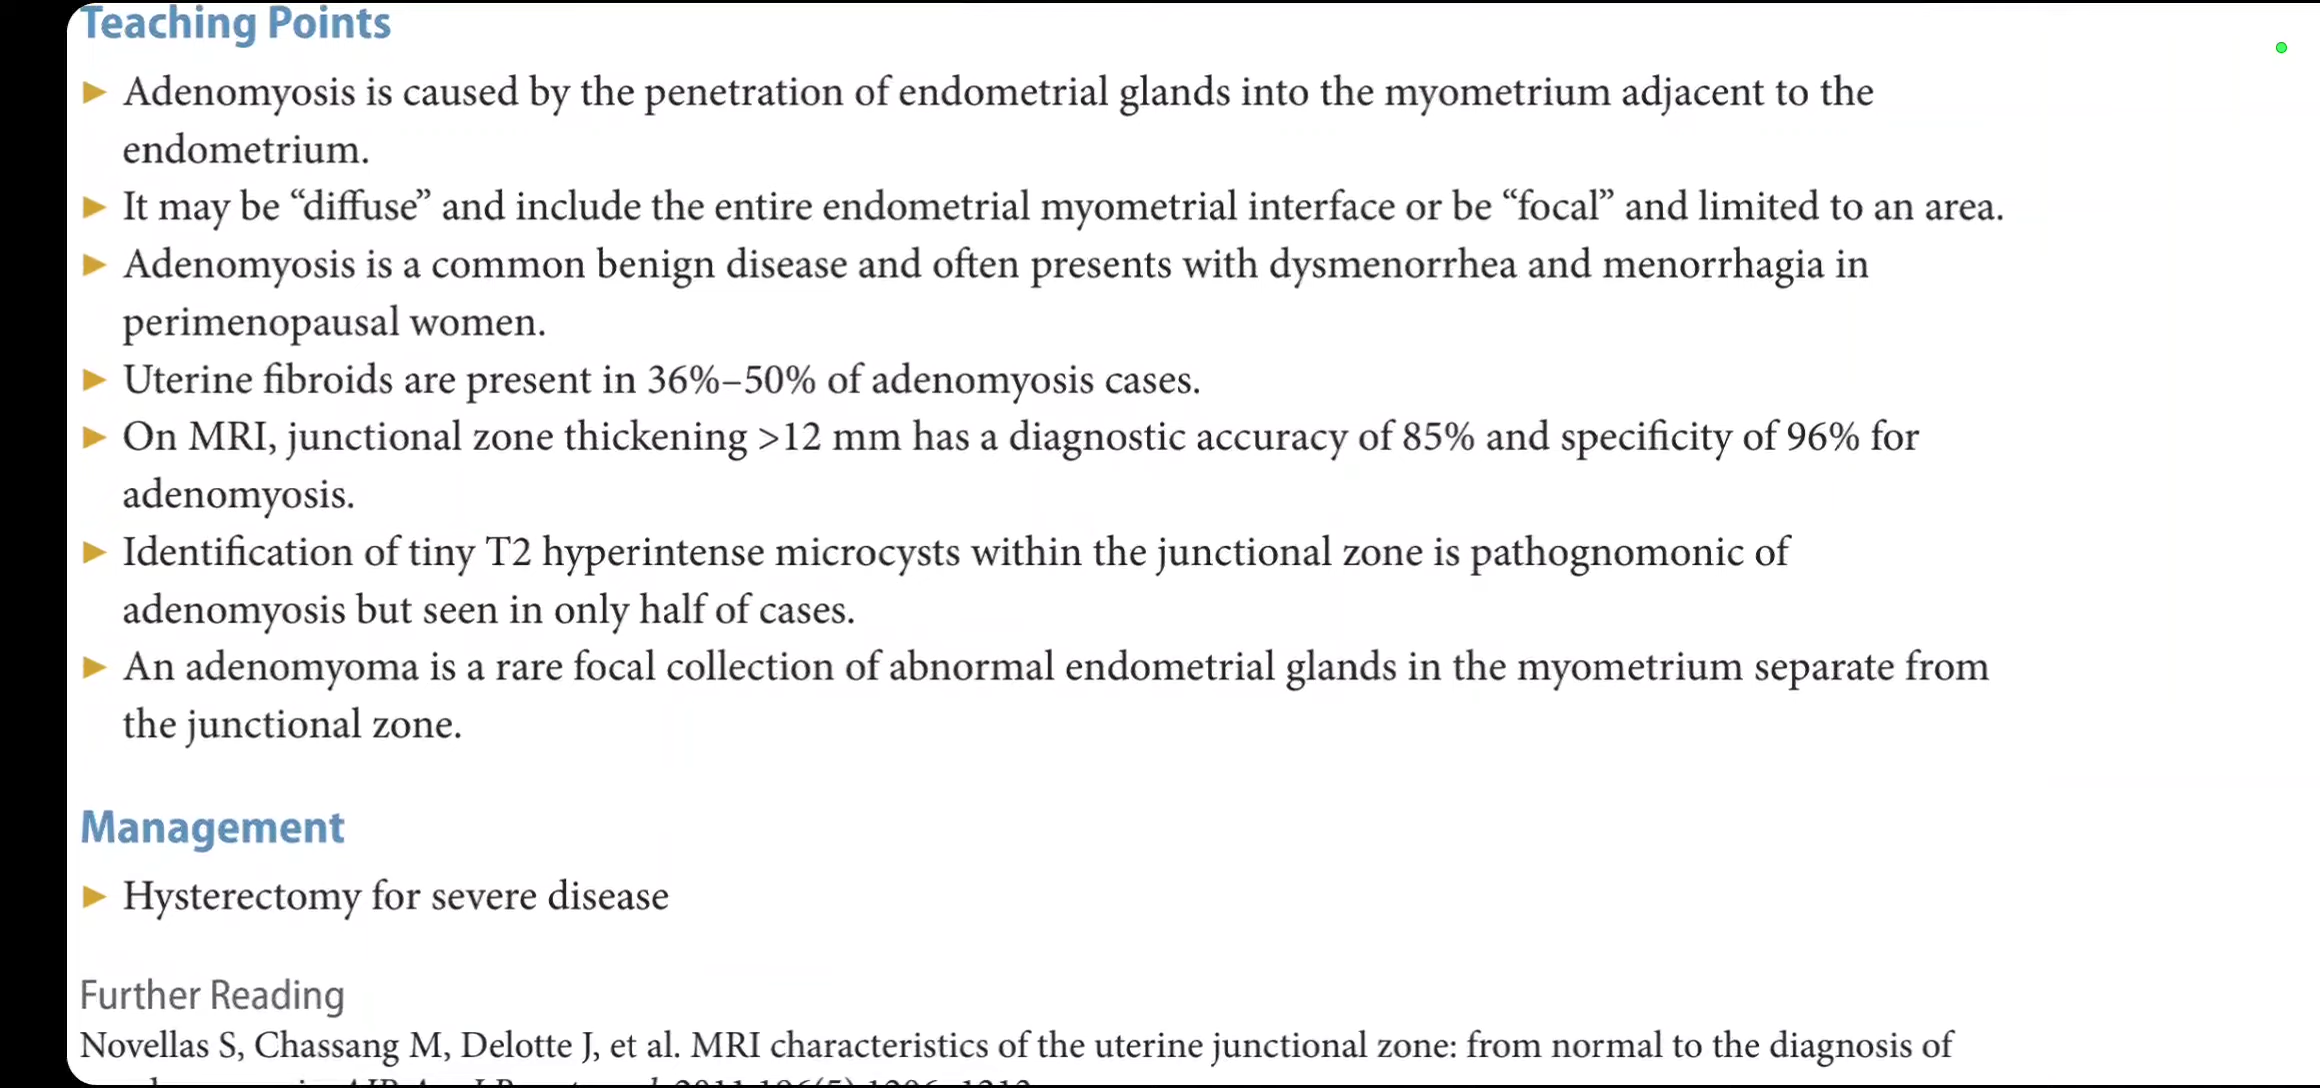 Teaching Points
► Adenomyosis is caused by the penetration of endometrial glands into the myometrium adjacent to the
endometrium.
► It may be “diffuse” and include the entire endometrial myometrial interface or be “focal” and limited to an area.
► Adenomyosis is a common benign disease and often presents with dysmenorrhea and menorrhagia in
perimenopausal women.
► Uterine fibroids are present in 36%–50% of adenomyosis cases.
► On MRI, junctional zone thickening >12 mm has a diagnostic accuracy of 85% and specificity of 96% for
adenomyosis.
► Identification of tiny T2 hyperintense microcysts within the junctional zone is pathognomonic of
adenomyosis but seen in only half of cases.
► An adenomyoma is a rare focal collection of abnormal endometrial glands in the myometrium separate from
the junctional zone.
Management
► Hysterectomy for severe disease
Further Reading
Novellas S, Chassang M, Delotte J, et al. MRI characteristics of the uterine junctional zone: from normal to the diagnosis of